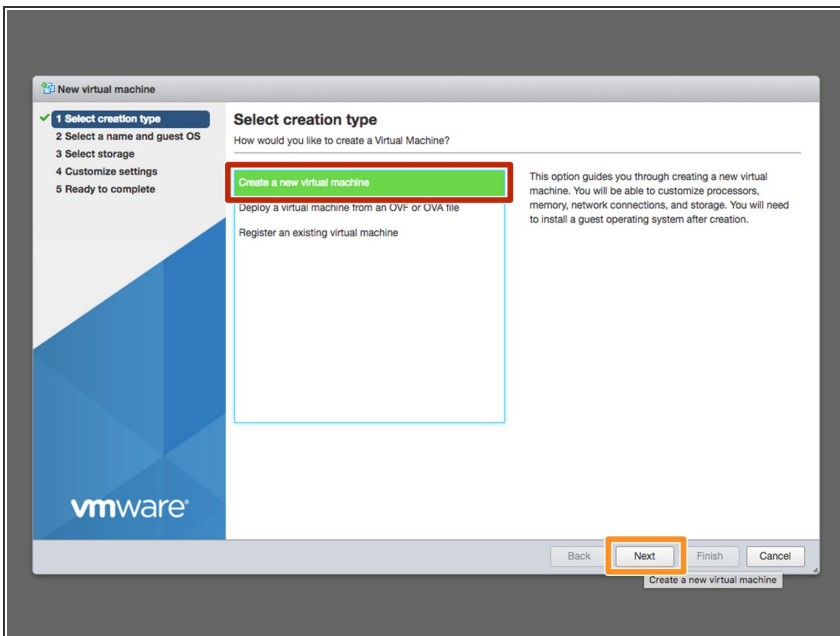 New virtual machine
1 Select creation type
2 Select a name and guest OS
3 Select storage
4 Customize settings
5 Ready to complete
Select creation type
How would you like to create a Virtual Machine?
Create a new virtual machine
Deploy a virtual machine from an OVF or OVA file
Register an existing virtual machine
This option guides you through creating a new virtual
machine. You will be able to customize processors,
memory, network connections, and storage. You will need
to install a guest operating system after creation.
vmware®
Back Next Finish Cancel
Create a new virtual machine